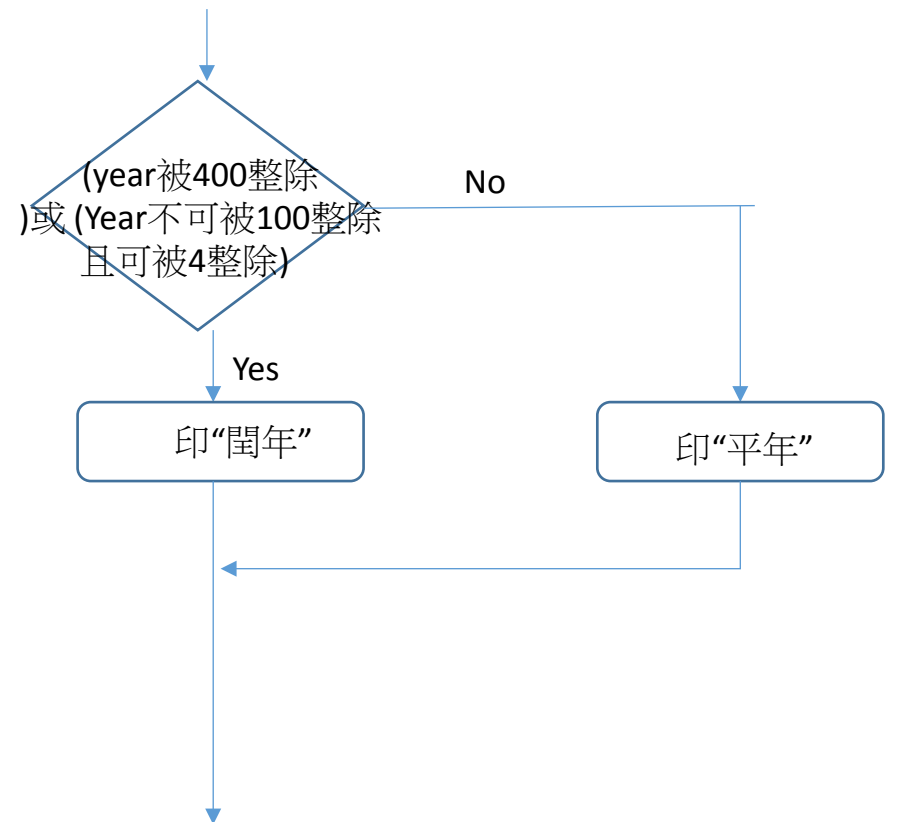 (year被400整除
)或 (Year不可被100整除
且可被4整除)
No
Yes
印“閏年”
印“平年”